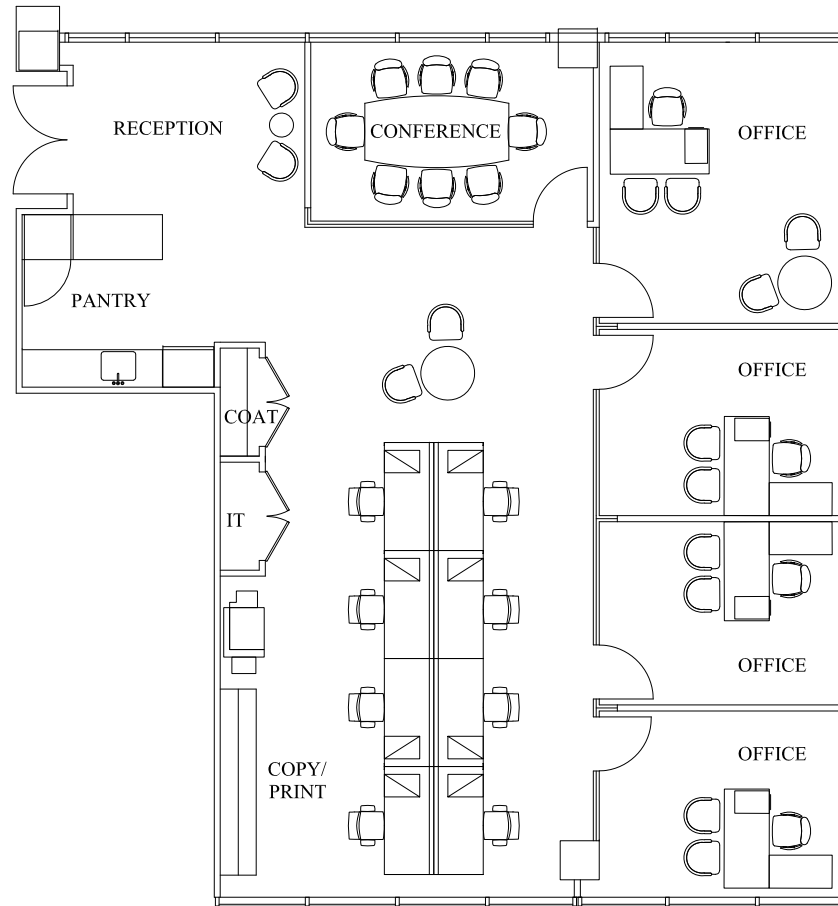 RECEPTION
CONFERENCE
OFFICE
PANTRY
OFFICE
COAT
IT
OFFICE
OFFICE
COPY/
PRINT